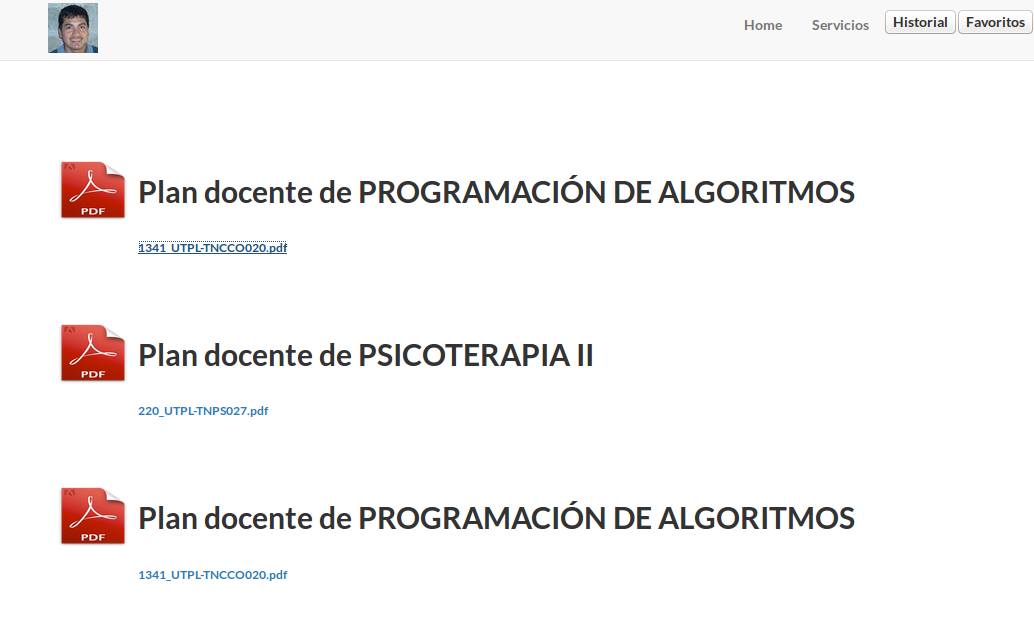 Home Servicios Historial Favoritos
PDF
Plan docente de PROGRAMACIÓN DE ALGORITMOS
1341_UTPL-TNCCO020.pdf
PDF
Plan docente de PSICOTERAPIA II
220_UTPL-TNPS027.pdf
PDF
Plan docente de PROGRAMACIÓN DE ALGORITMOS
1341_UTPL-TNCCO020.pdf